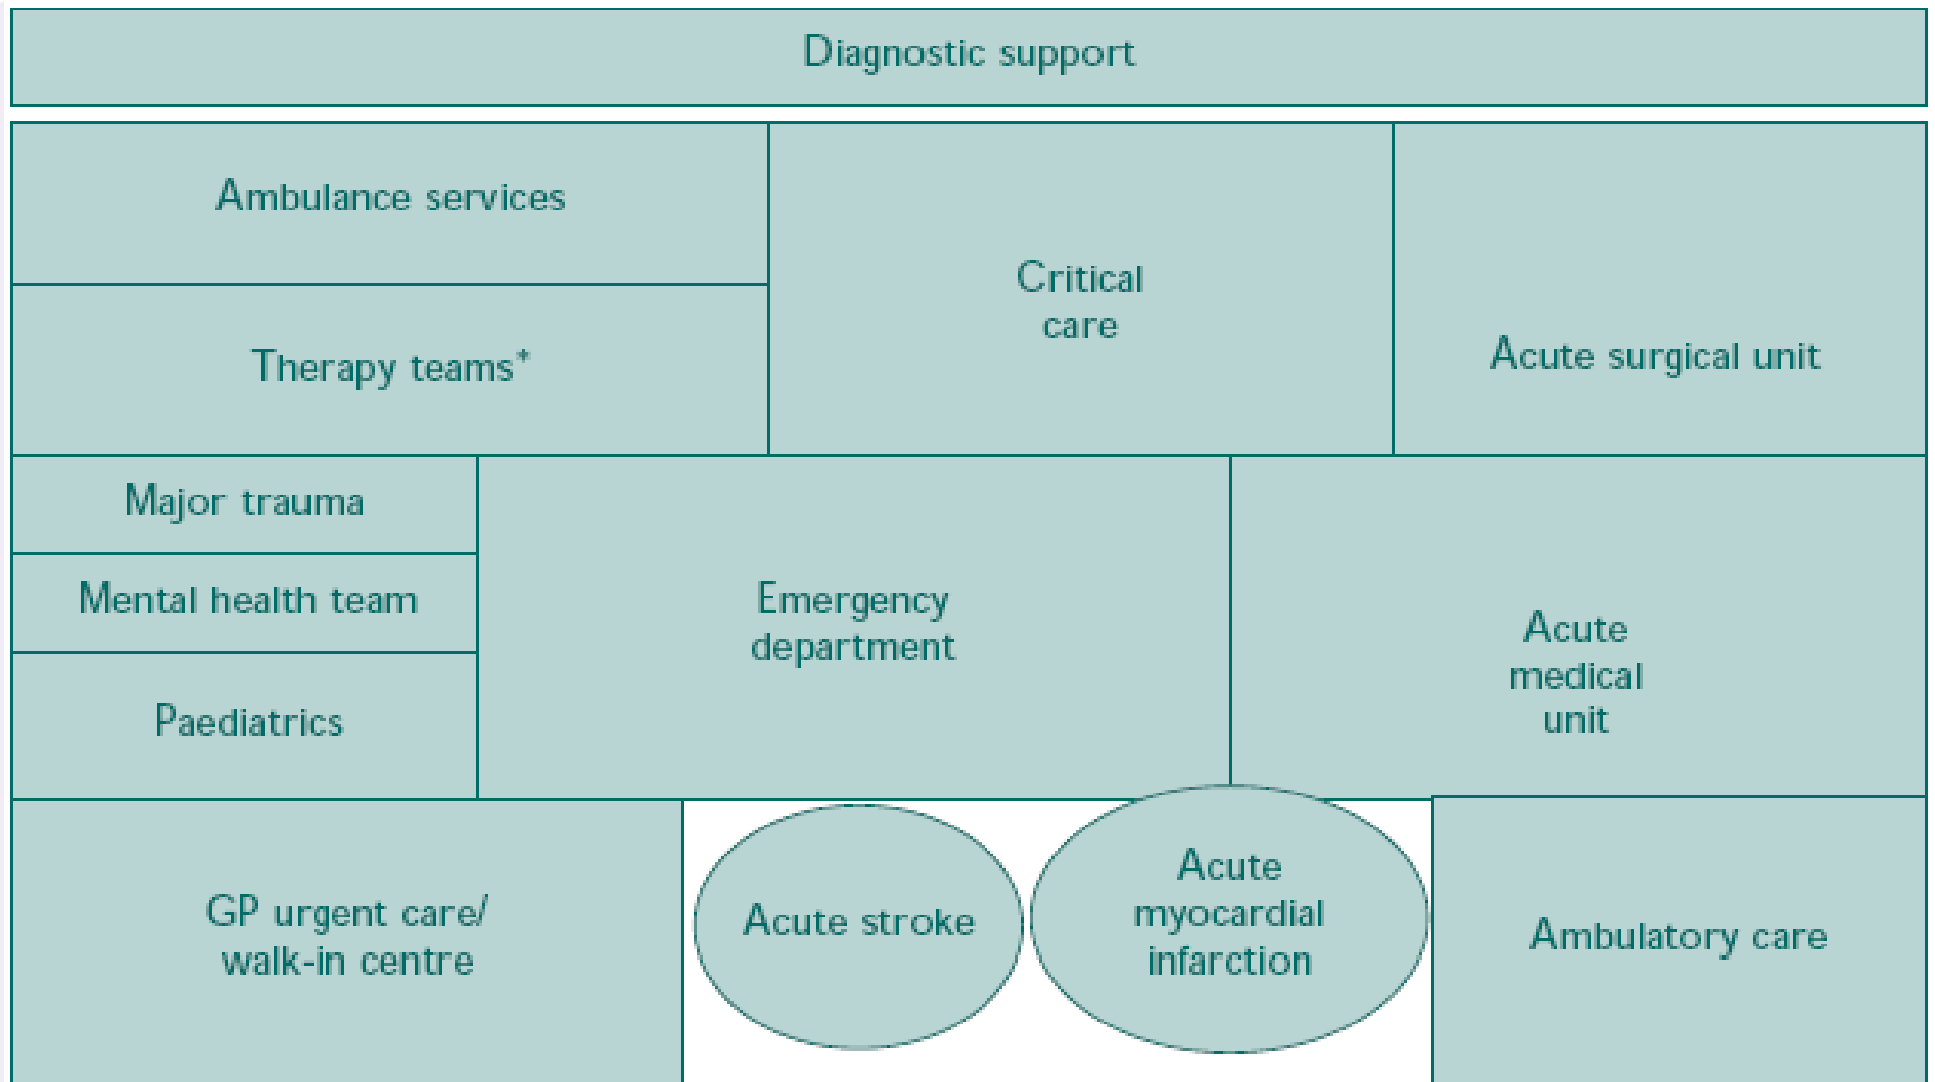 Diagnostic support
Ambulance services
Therapy teams*
Critical
care
Acute surgical unit
Major trauma
Mental health team
Paediatrics
Emergency
department
Acute
medical
unit
GP urgent care/
walk-in centre
Acute stroke
Acute
myocardial
infarction
Ambulatory care